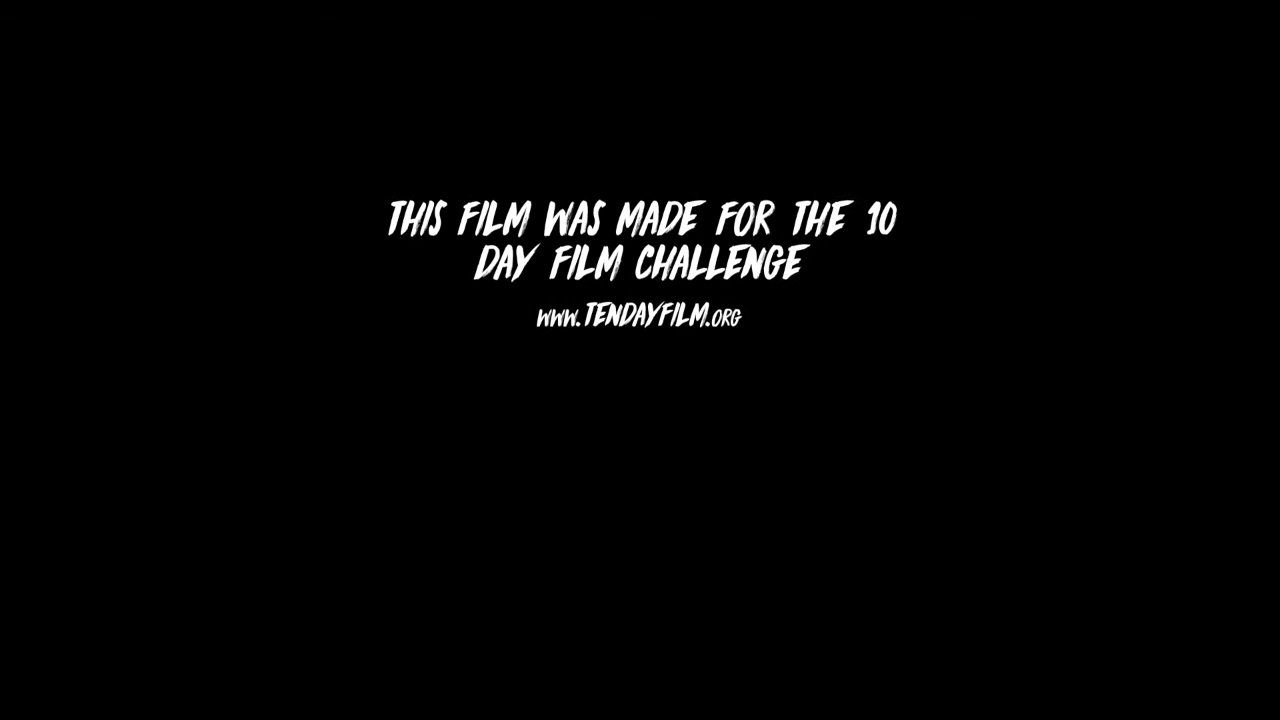 THIS FILM WAS MADE FOR THE 10
DAY FILM CHALLENGE
www.TENDAYFILM.ORG